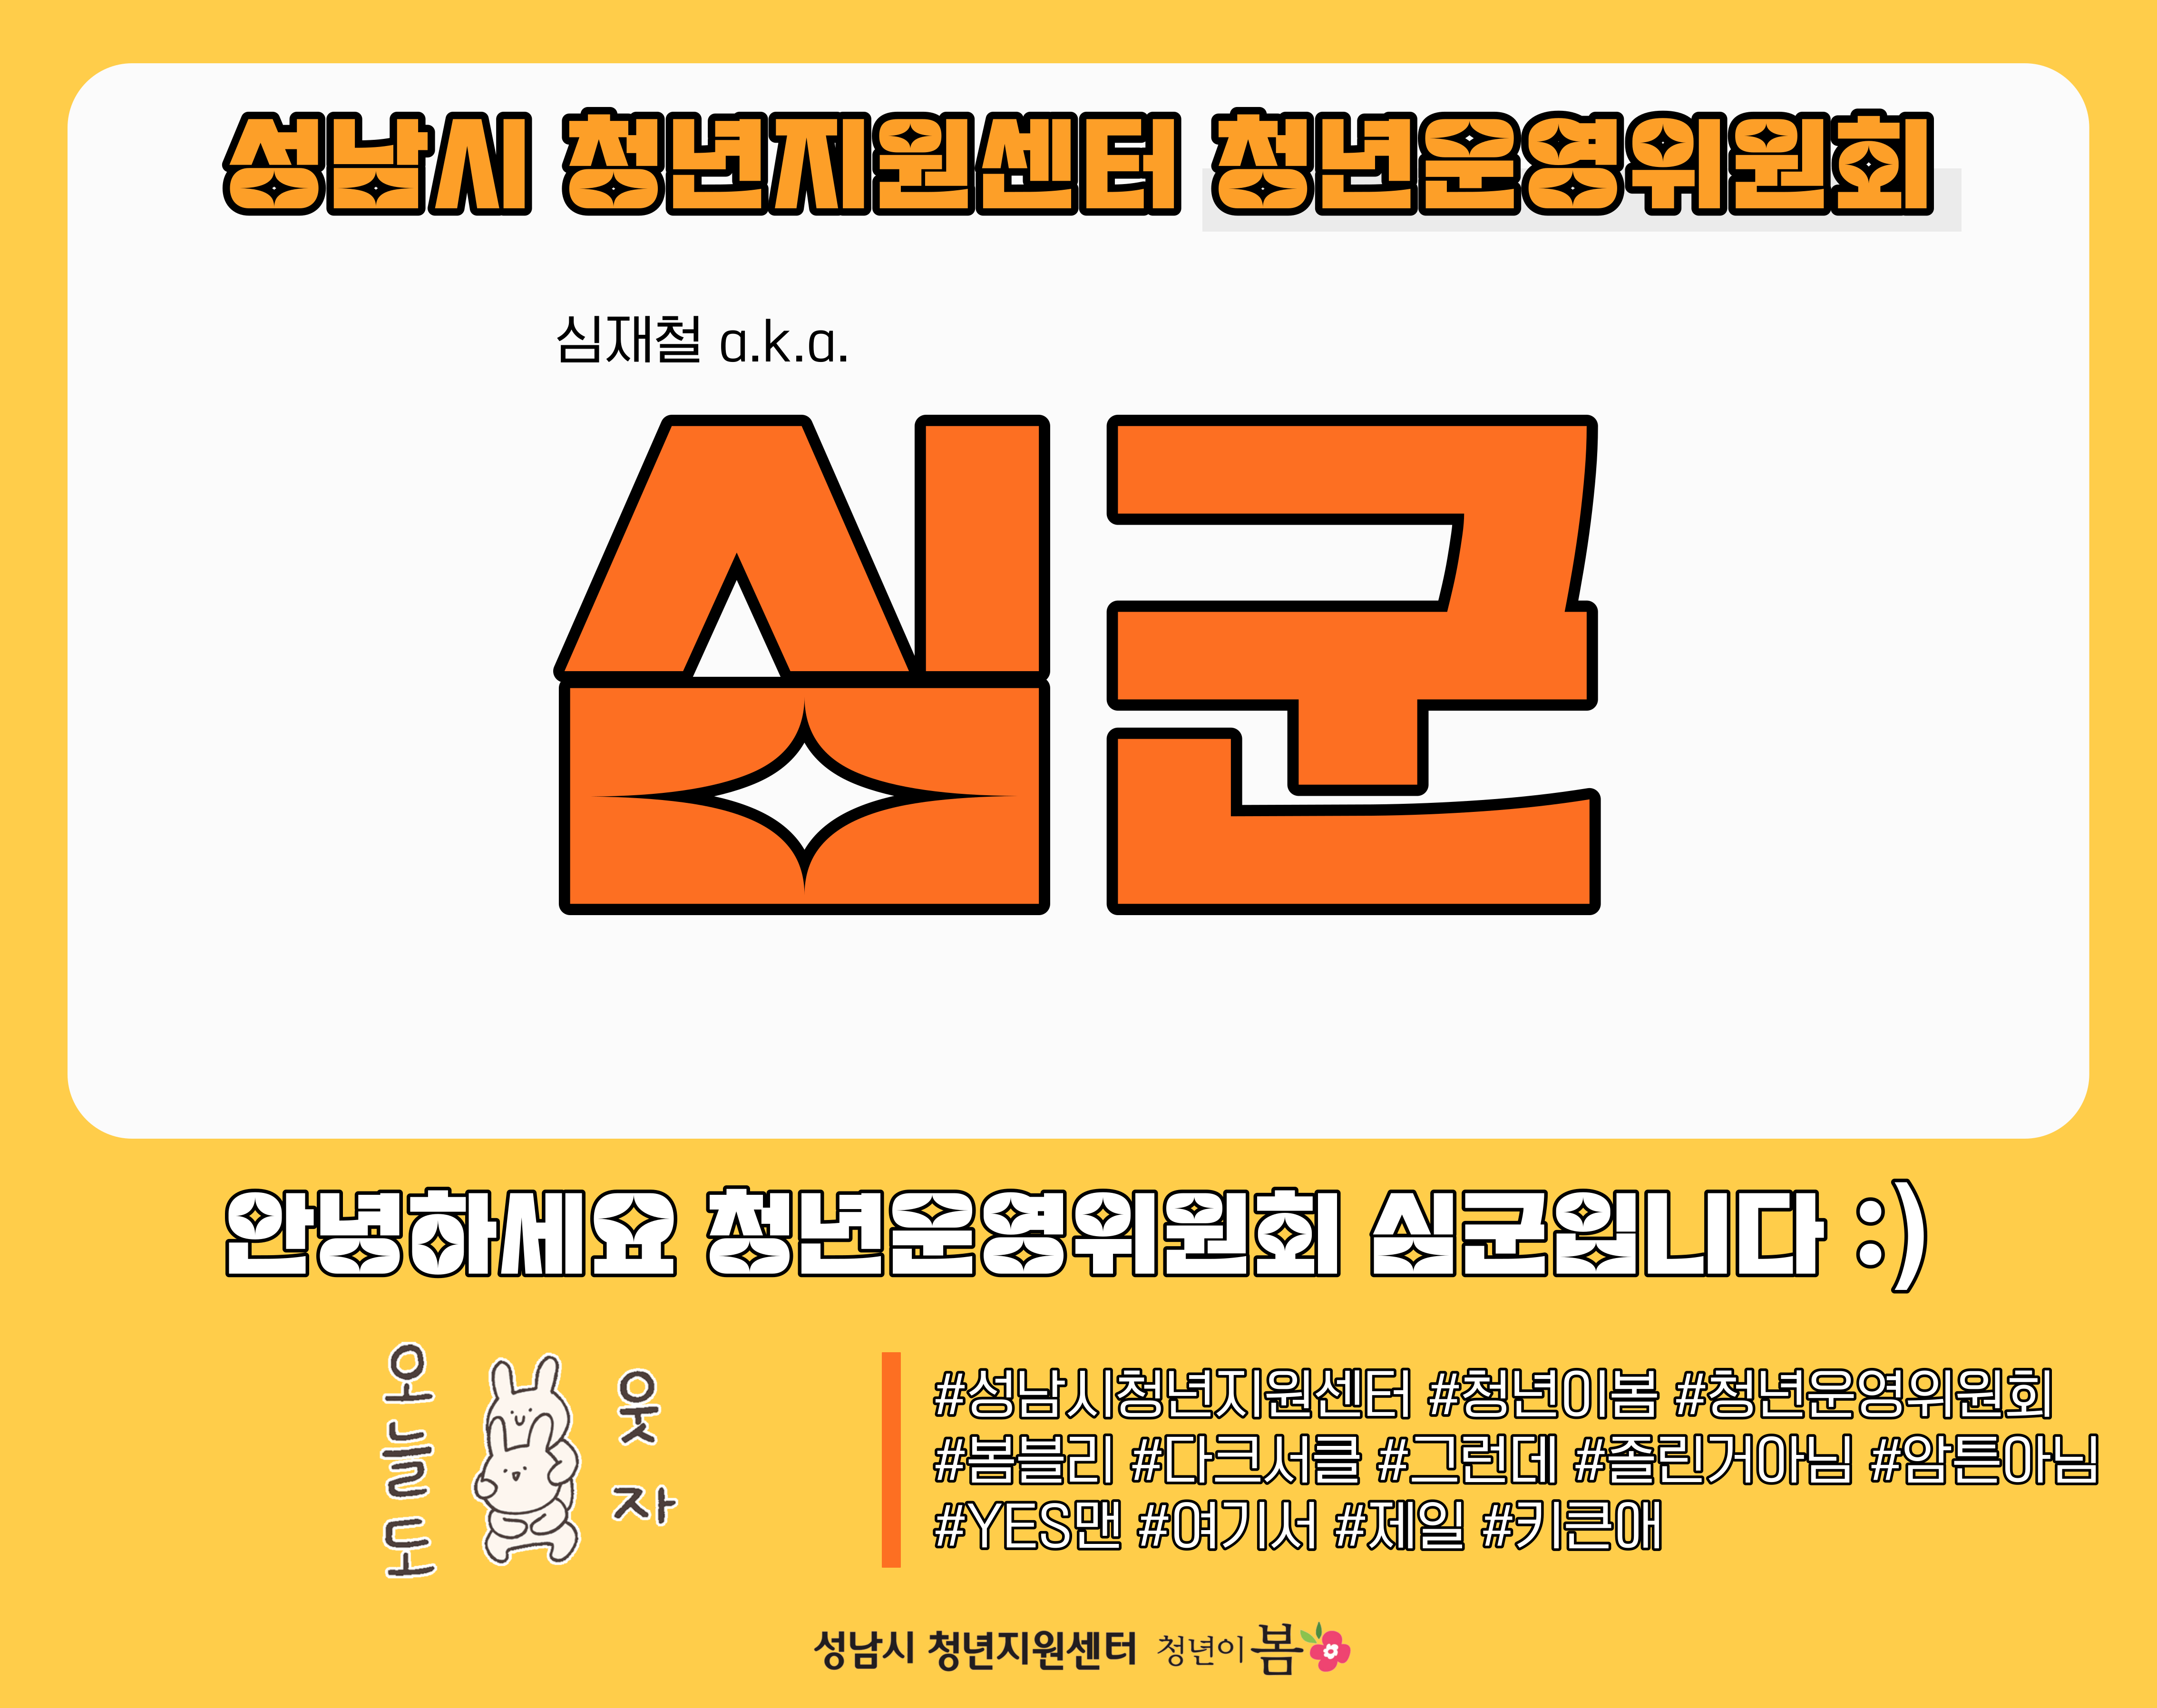 성남시 청년지원센터 청년운영위원회
심재철 a.k.a.
심군
안녕하세요 청년운영위원회 심군입니다 :)
오늘도
웃자
#성남시청년지원센터 #청년이봄 #청년운영위원회
#봄블리 #다크서클 #그런데 #졸린거아님 #암튼아님
#YES맨 #여기서 #제일 #키큰애
성남시 청년지원센터 청년이봄